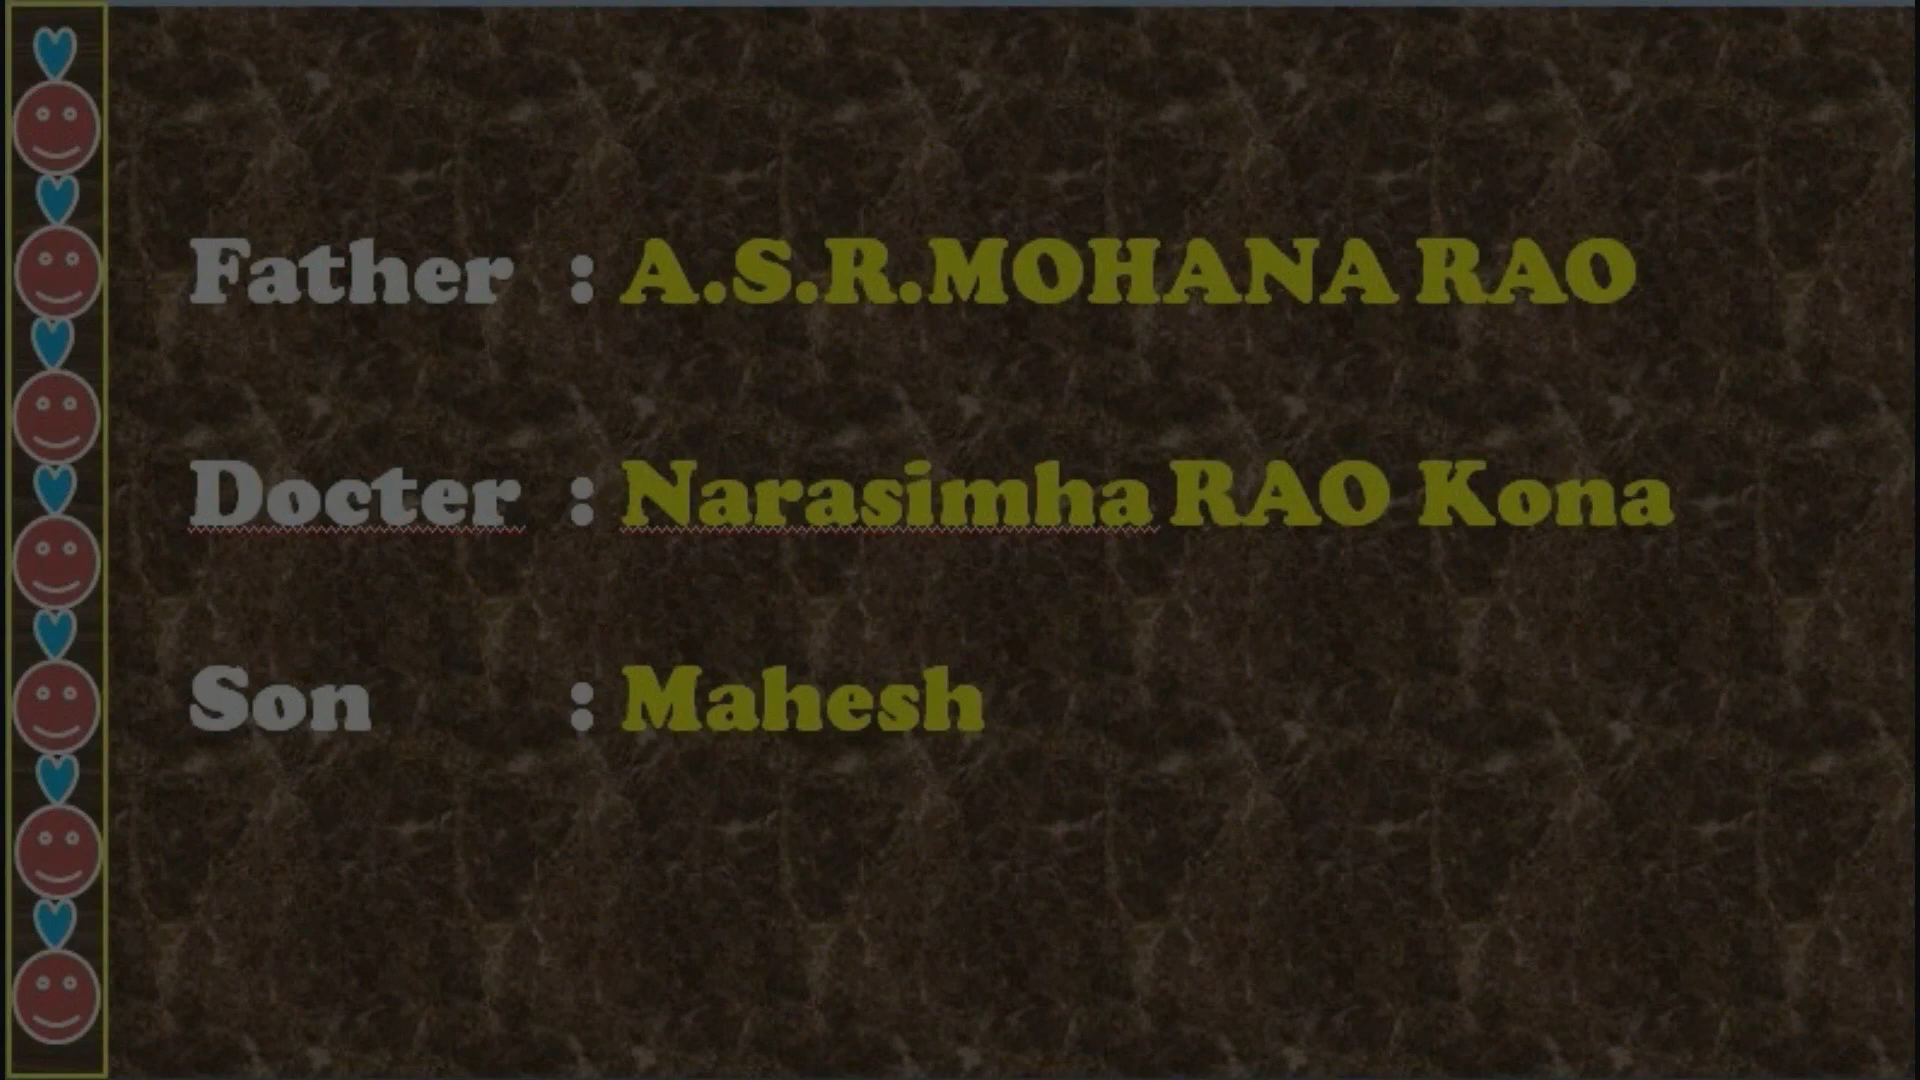 Father : A.S.R.MOHANA RAO
Docter : Narasimha RAO Kona
Son : Mahesh